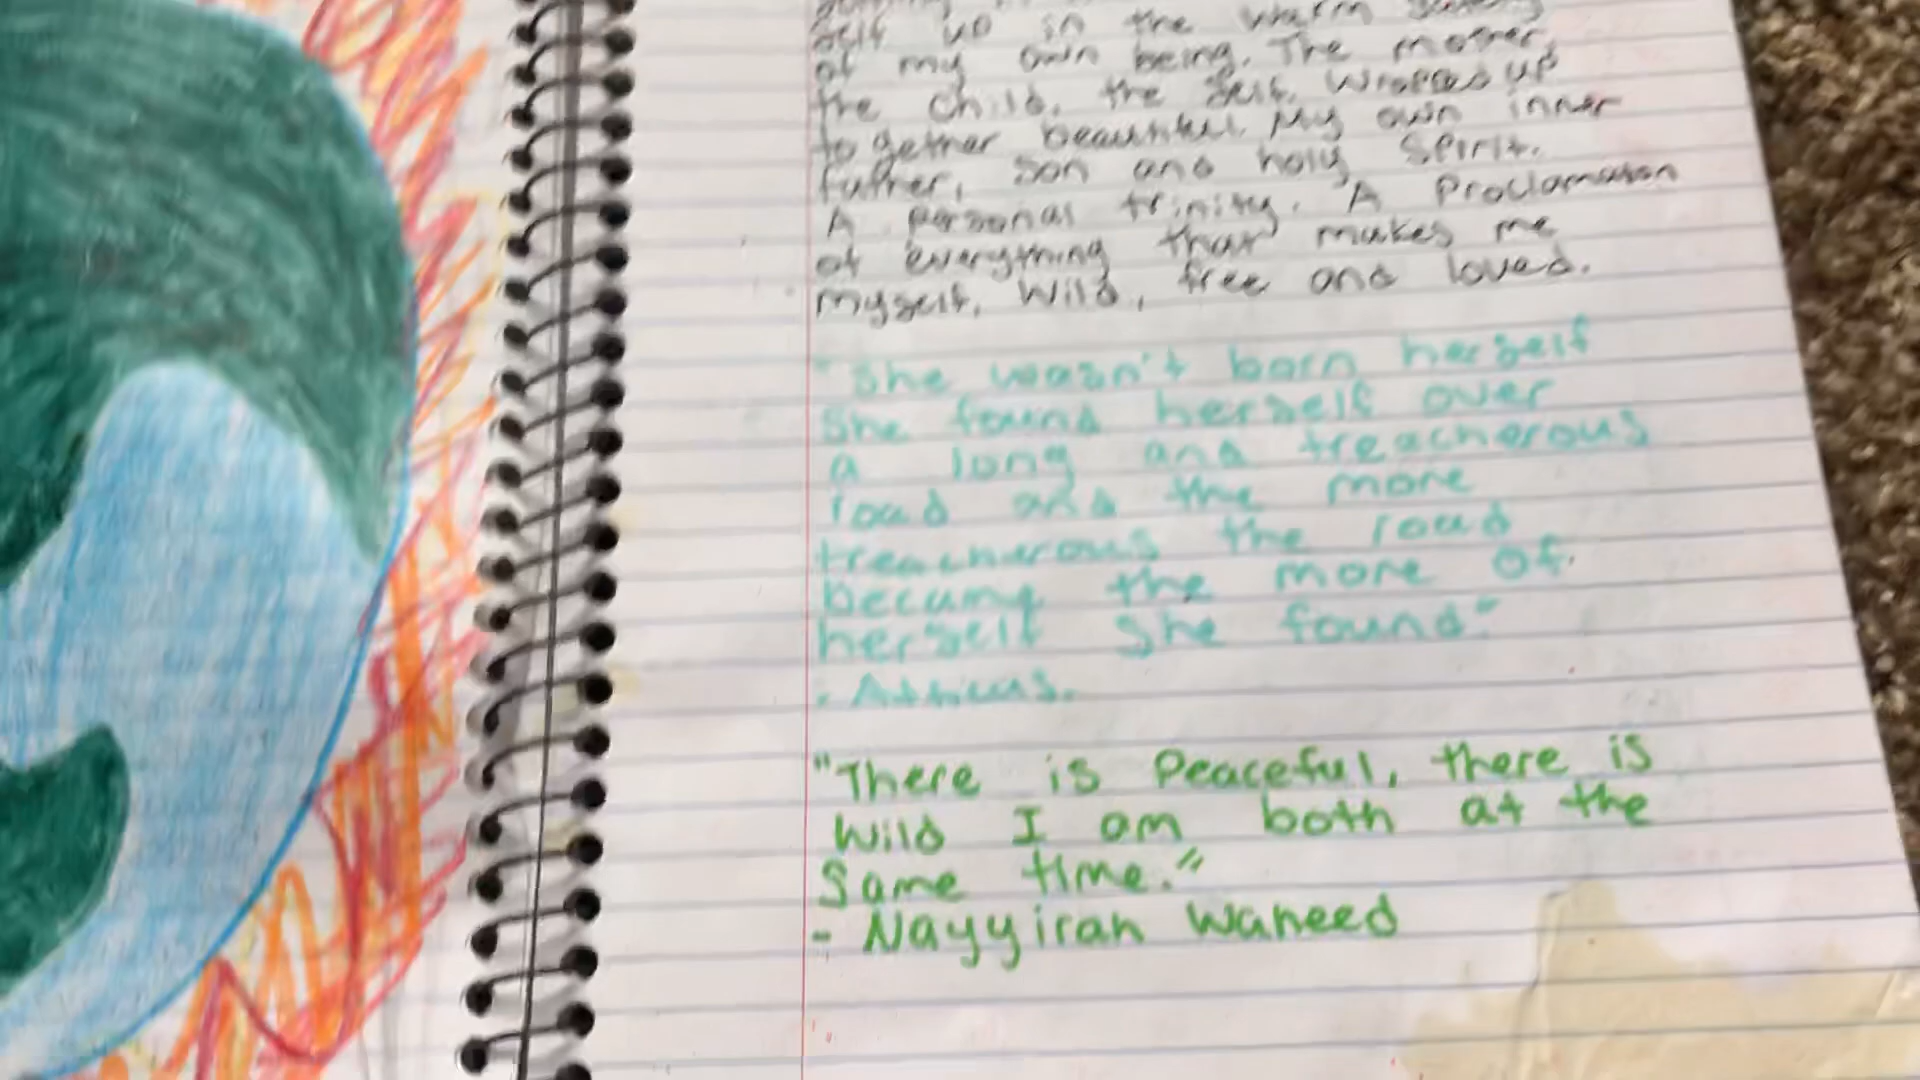 self up in the warm
of my own being. The mother,
the child, the self. Wrapped up
together beautiful. My own inner
father, son and holy spirit.
A personal trinity. A Proclamation
of everything that makes me
myself. Wild, free and loved.
"She wasn't born herself
She found herself over
a long and treacherous
road and the more
treacherous the road
became the more of
herself she found"
- Atticus.
"There is Peaceful, there is
Wild I am both at the
Same time."
- Nayyirah Waheed